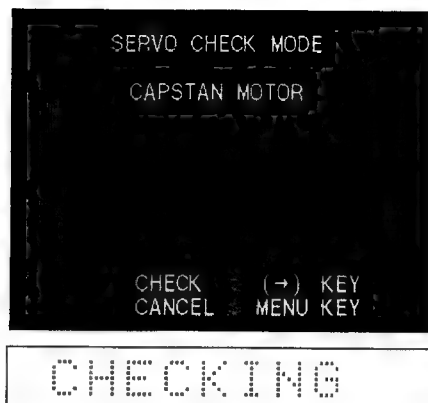 SERVO CHECK MODE
CAPSTAN MOTOR
CHECK (→) KEY
CANCEL MENU KEY
CHECKING